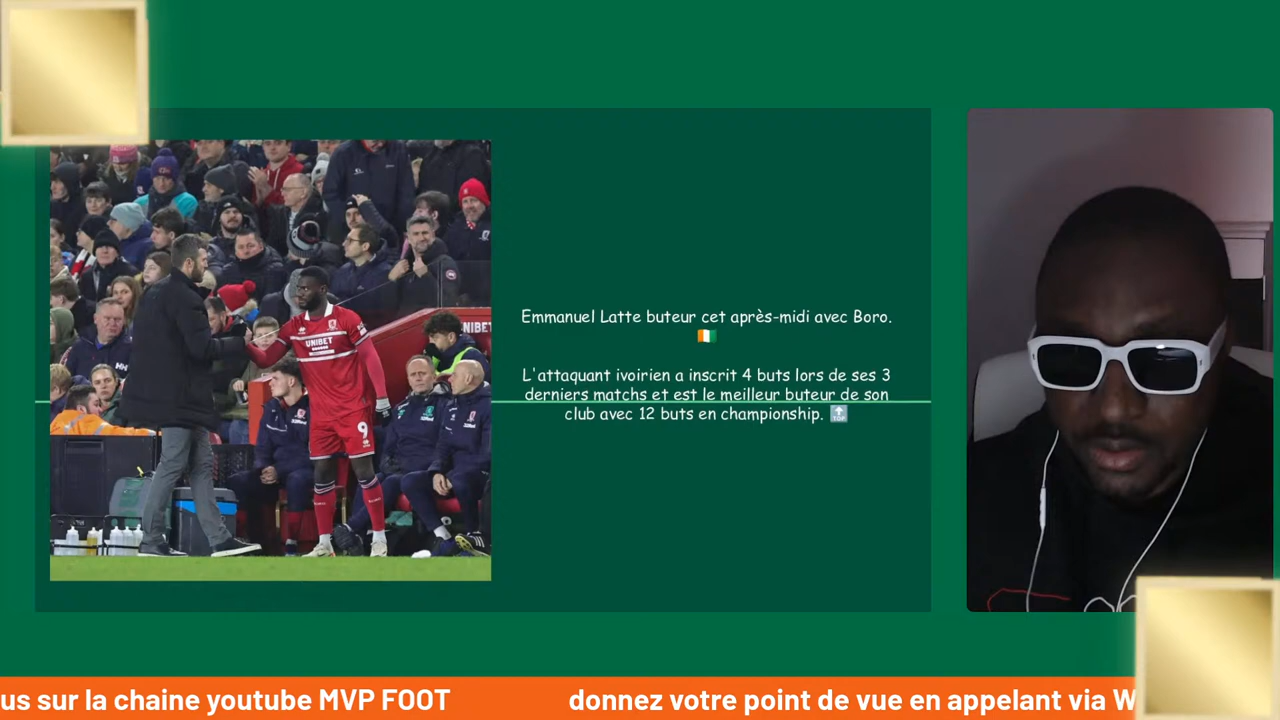 Emmanuel Latte buteur cet après-midi avec Boro.
🇨🇮
L'attaquant ivoirien a inscrit 4 buts lors de ses 3
derniers matchs et est le meilleur buteur de son
club avec 12 buts en championship. 🔝
UNIBET
UNIBET
9
us sur la chaine youtube MVP FOOT donnez votre point de vue en appelant via W